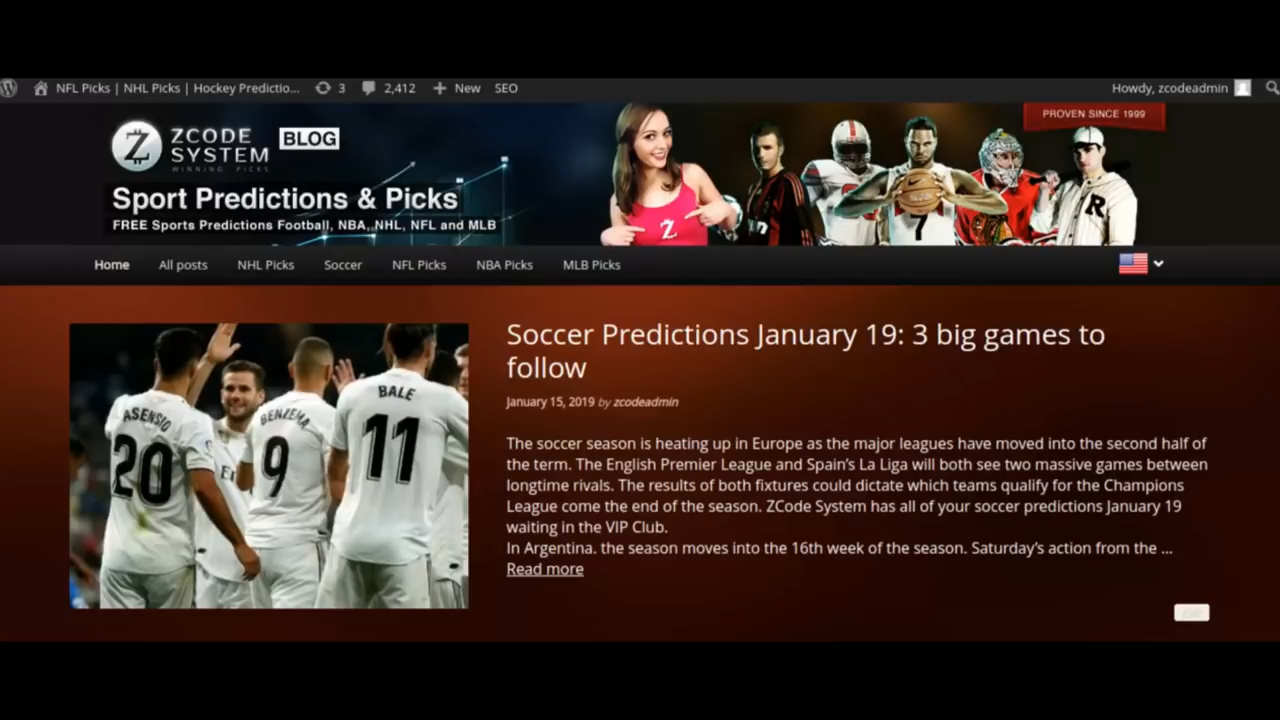 NFL Picks | NHL Picks | Hockey Predictio... 3 2,412 New SEO Howdy, zcodeadmin
PROVEN SINCE 1999
ZCODE
SYSTEM
BLOG
WINNING PICKS
Sport Predictions & Picks
FREE Sports Predictions Football, NBA, NHL, NFL and MLB
Z
7
R
Home All posts NHL Picks Soccer NFL Picks NBA Picks MLB Picks
ASENSIO
20
BENZEMA
9
BALE
11
Soccer Predictions January 19: 3 big games to
follow
January 15, 2019 by zcodeadmin
The soccer season is heating up in Europe as the major leagues have moved into the second half of
the term. The English Premier League and Spain's La Liga will both see two massive games between
longtime rivals. The results of both fixtures could dictate which teams qualify for the Champions
League come the end of the season. ZCode System has all of your soccer predictions January 19
waiting in the VIP Club.
In Argentina. the season moves into the 16th week of the season. Saturday's action from the ...
Read more